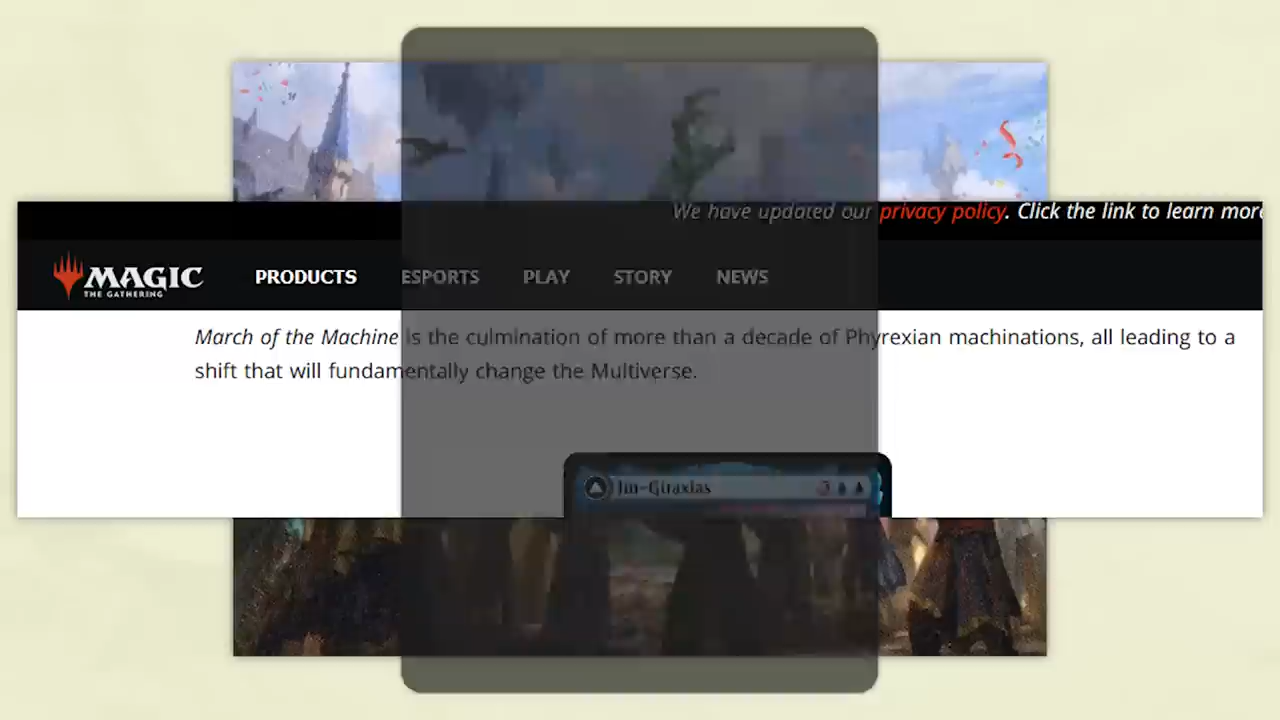 We have updated our privacy policy. Click the link to learn more
MAGIC
THE GATHERING
PRODUCTS ESPORTS PLAY STORY NEWS
March of the Machine is the culmination of more than a decade of Phyrexian machinations, all leading to a
shift that will fundamentally change the Multiverse.
Jin-Gitaxias